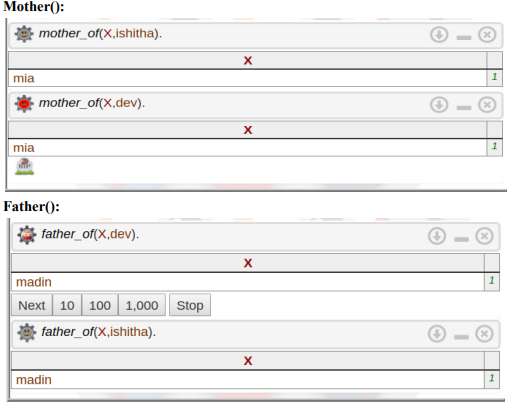 Mother():
mother_of(X,ishitha).
X
mia 1
mother_of(X,dev).
X
mia 1
Father():
father_of(X,dev).
X
madin 1
Next 10 100 1,000 Stop
father_of(X,ishitha).
X
madin 1